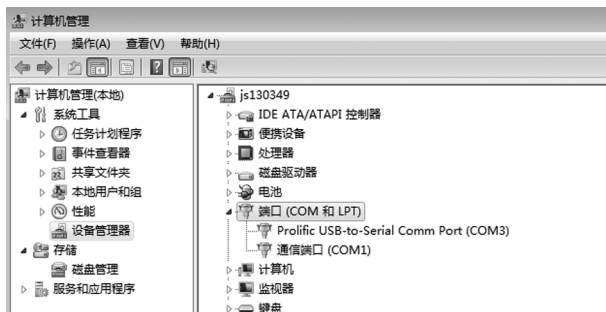 计算机管理
文件(F) 操作(A) 查看(V) 帮助(H)
计算机管理(本地)
系统工具
任务计划程序
事件查看器
共享文件夹
本地用户和组
性能
设备管理器
存储
磁盘管理
服务和应用程序
js130349
IDE ATA/ATAPI 控制器
便携设备
处理器
磁盘驱动器
电池
端口 (COM 和 LPT)
Prolific USB-to-Serial Comm Port (COM3)
通信端口 (COM1)
计算机
监视器
键盘